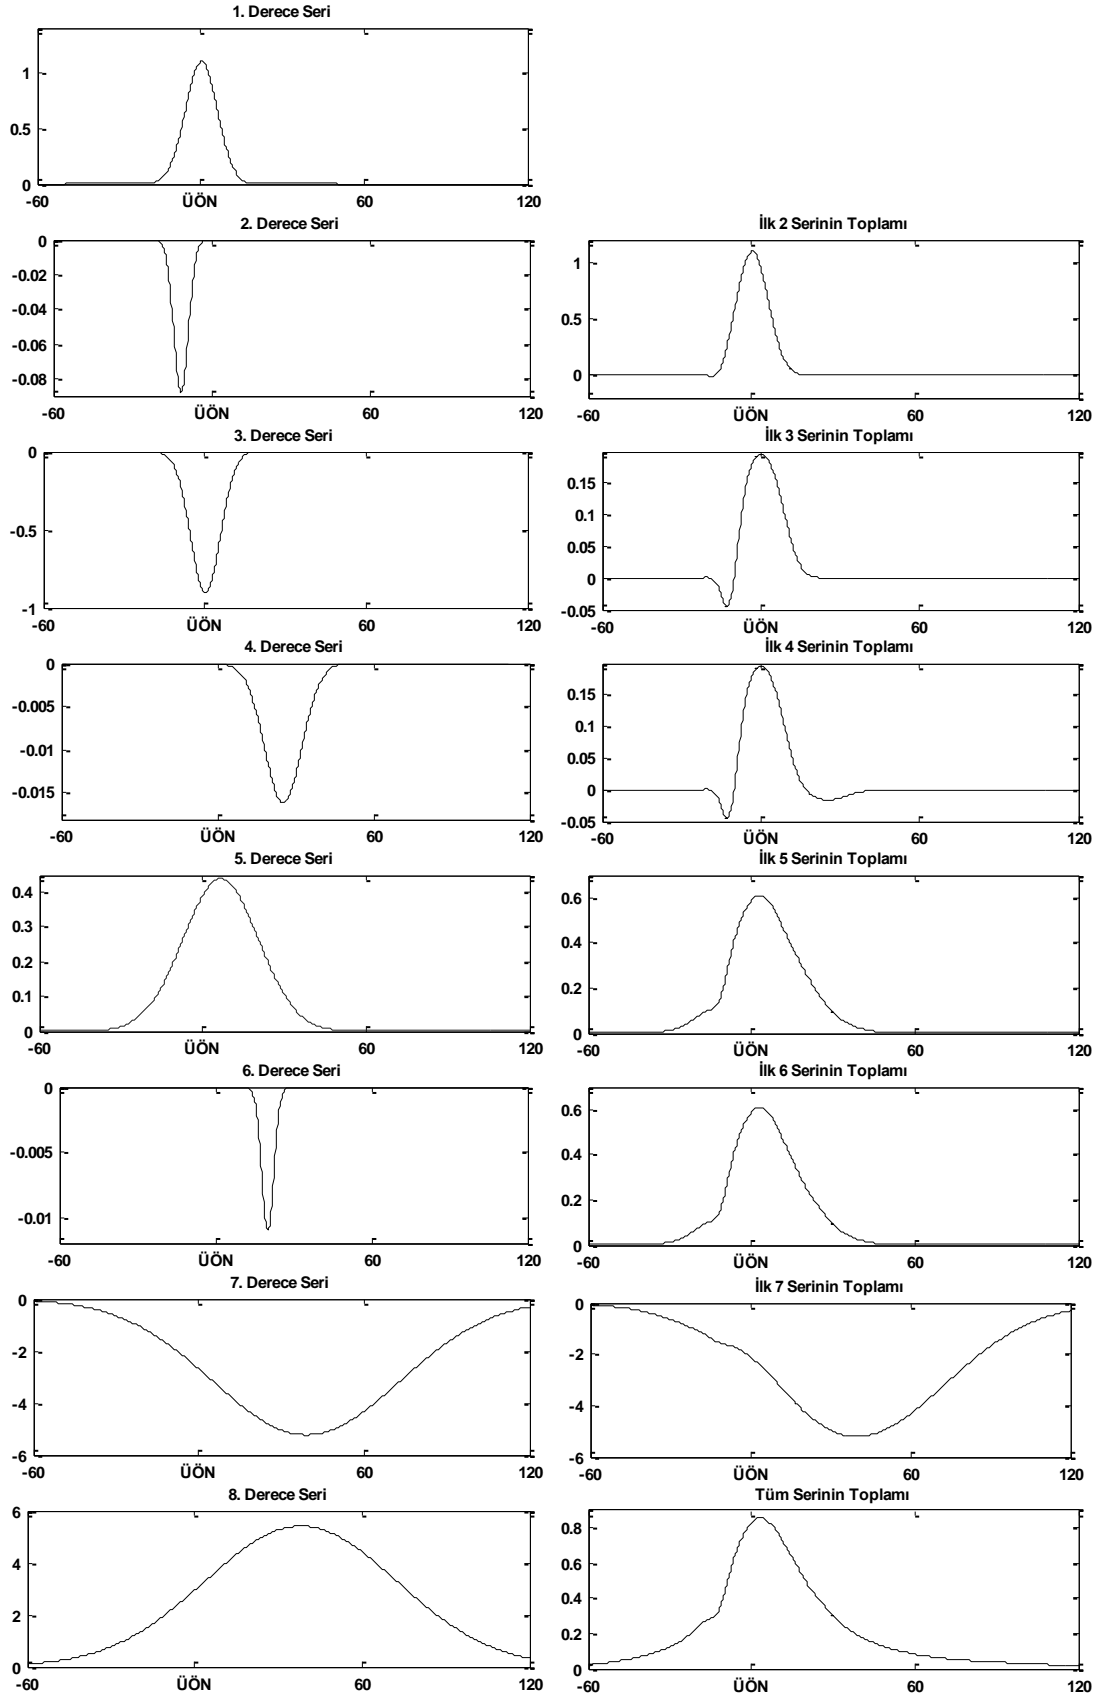 1. Derece Seri
1
0.5
0
-60 ÜÖN 60 120
2. Derece Seri
0
-0.02
-0.04
-0.06
-0.08
-60 ÜÖN 60 120
İlk 2 Serinin Toplamı
1
0.5
0
-60 ÜÖN 60 120
3. Derece Seri
0
-0.5
-1
-60 ÜÖN 60 120
İlk 3 Serinin Toplamı
0.15
0.1
0.05
0
-0.05
-60 ÜÖN 60 120
4. Derece Seri
0
-0.005
-0.01
-0.015
-60 ÜÖN 60 120
İlk 4 Serinin Toplamı
0.15
0.1
0.05
0
-0.05
-60 ÜÖN 60 120
5. Derece Seri
0.4
0.3
0.2
0.1
0
-60 ÜÖN 60 120
İlk 5 Serinin Toplamı
0.6
0.4
0.2
0
-60 ÜÖN 60 120
6. Derece Seri
0
-0.005
-0.01
-60 ÜÖN 60 120
İlk 6 Serinin Toplamı
0.6
0.4
0.2
0
-60 ÜÖN 60 120
7. Derece Seri
0
-2
-4
-6
-60 ÜÖN 60 120
İlk 7 Serinin Toplamı
0
-2
-4
-6
-60 ÜÖN 60 120
8. Derece Seri
6
4
2
0
-60 ÜÖN 60 120
Tüm Serinin Toplamı
0.8
0.6
0.4
0.2
0
-60 ÜÖN 60 120